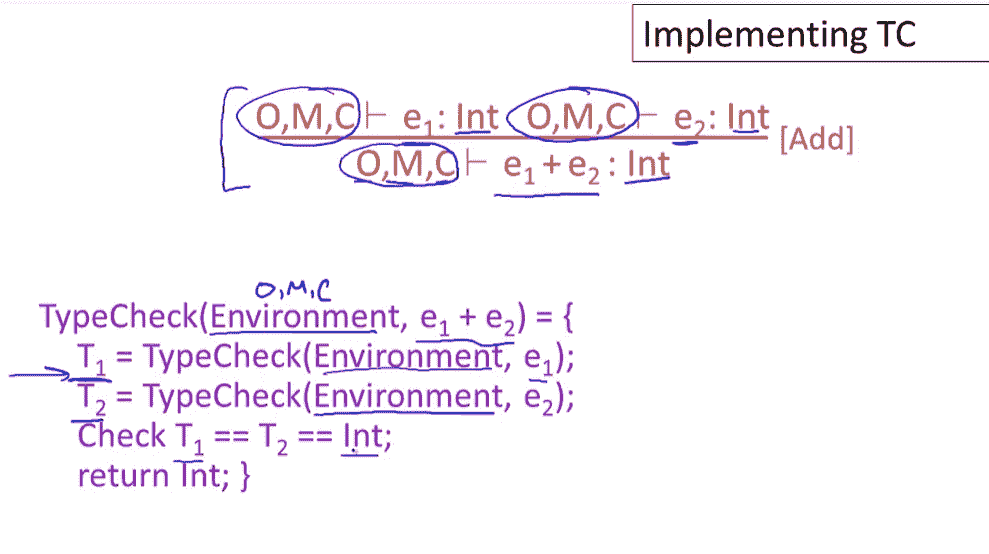 Implementing TC
O,M,C ⊢ e₁: Int O,M,C ⊢ e₂: Int
[Add]
O,M,C ⊢ e₁ + e₂ : Int
O,M,C
TypeCheck(Environment, e₁ + e₂) = {
T₁ = TypeCheck(Environment, e₁);
T₂ = TypeCheck(Environment, e₂);
Check T₁ == T₂ == Int;
return Int; }